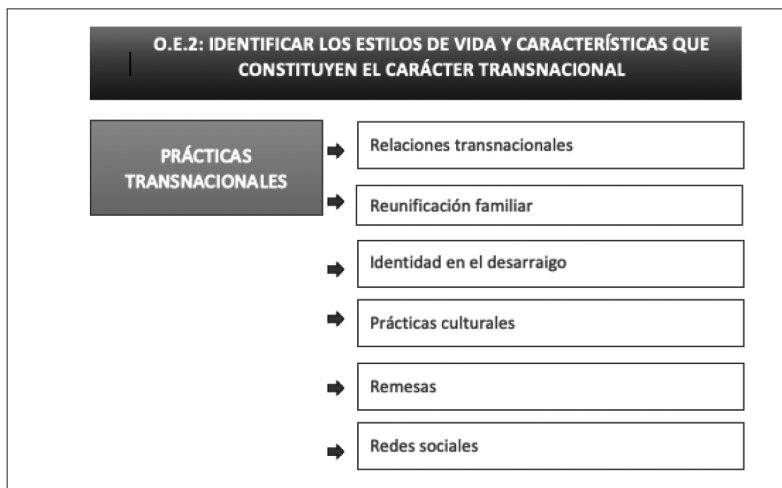 O.E.2: IDENTIFICAR LOS ESTILOS DE VIDA Y CARACTERÍSTICAS QUE
CONSTITUYEN EL CARÁCTER TRANSNACIONAL
PRÁCTICAS
TRANSNACIONALES
Relaciones transnacionales
Reunificación familiar
Identidad en el desarraigo
Prácticas culturales
Remesas
Redes sociales